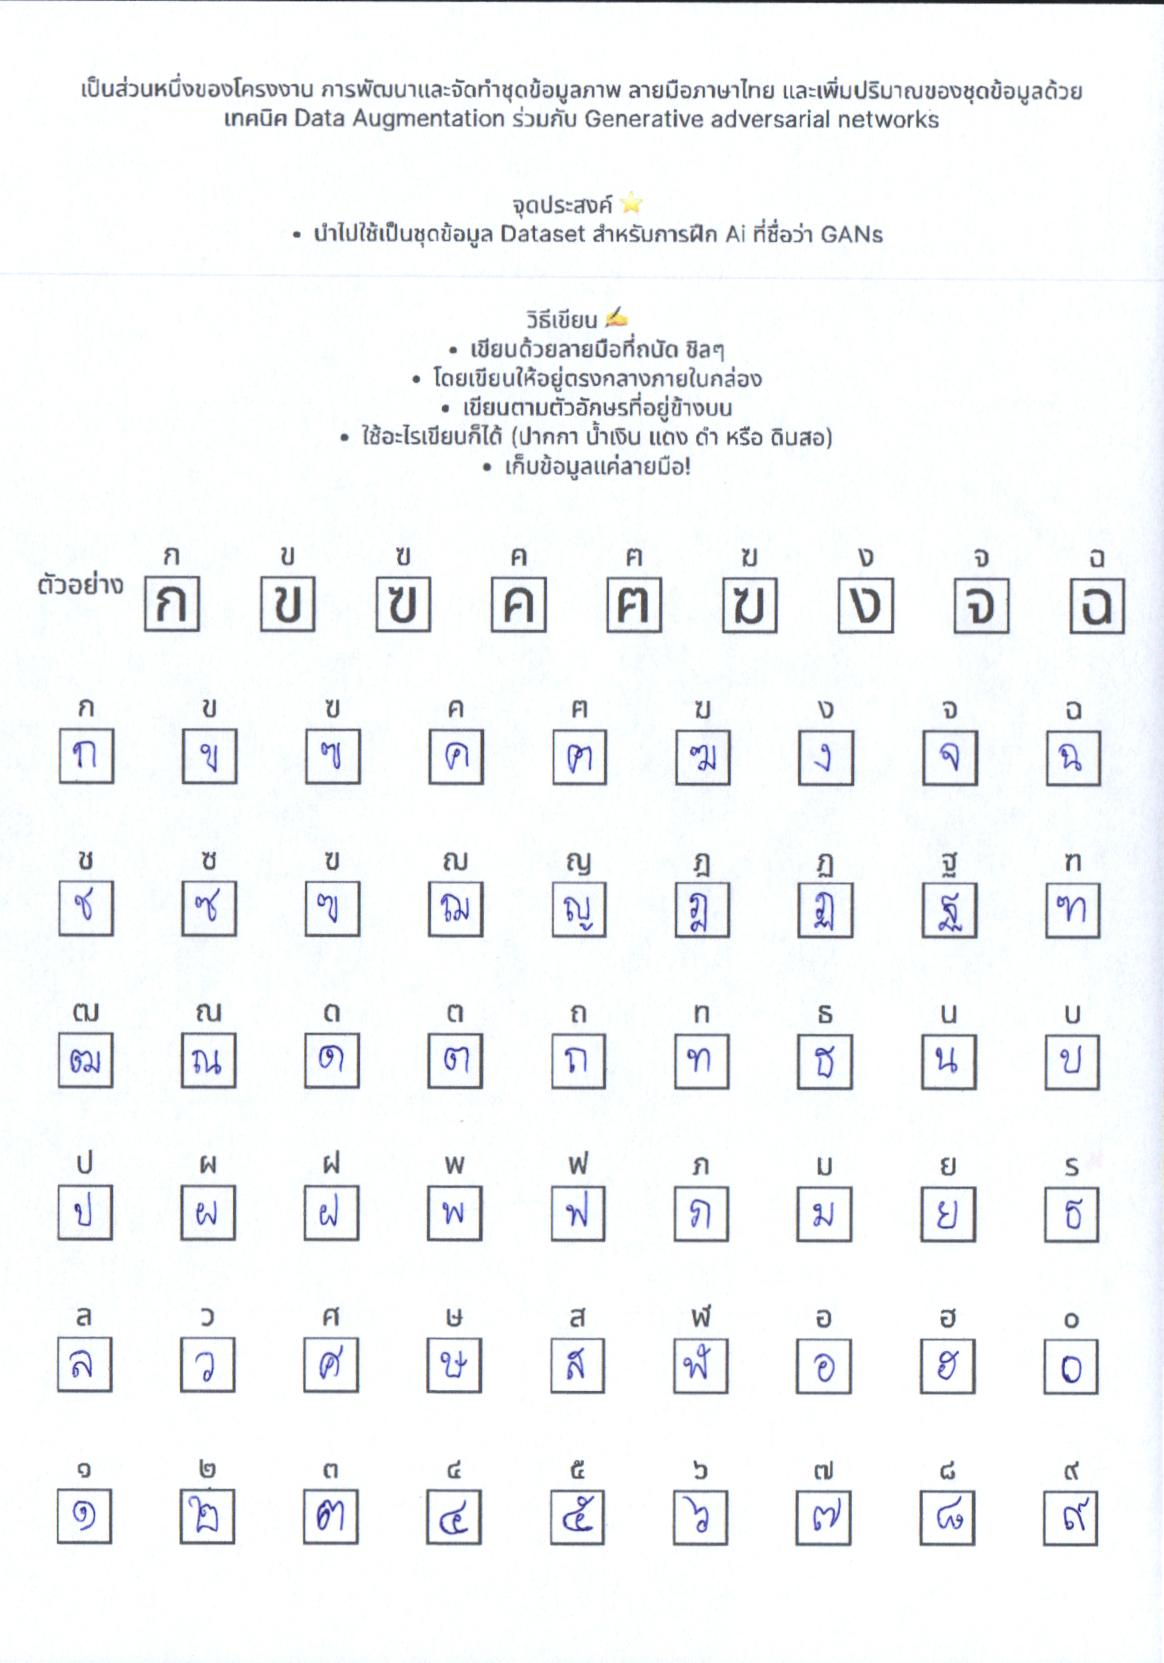 เป็นส่วนหนึ่งของโครงงาน การพัฒนาและจัดทำชุดข้อมูลภาพ ลายมือภาษาไทย และเพิ่มปริมาณของชุดข้อมูลด้วย
เทคนิค Data Augmentation ร่วมกับ Generative adversarial networks
จุดประสงค์ ⭐
• นำไปใช้เป็นชุดข้อมูล Dataset สำหรับการฝึก Ai ที่ชื่อว่า GANs
วิธีเขียน ✍️
• เขียนด้วยลายมือที่ถนัด ชิลๆ
• โดยเขียนให้อยู่ตรงกลางภายในกล่อง
• เขียนตามตัวอักษรที่อยู่ข้างบน
• ใช้อะไรเขียนก็ได้ (ปากกา น้ำเงิน แดง ดำ หรือ ดินสอ)
• เก็บข้อมูลแค่ลายมือ!
ก ข ฃ ค ฅ ฆ ง จ ฉ
ตัวอย่าง ก ข ฃ ค ฅ ฆ ง จ ฉ
ก ข ฃ ค ฅ ฆ ง จ ฉ
ก ข ฃ ค ฅ ฆ ง จ ฉ
ช ซ ฃ ฌ ญ ฎ ฏ ฐ ฑ
ช ซ ฃ ฌ ญ ฎ ฏ ฐ ฑ
ฒ ณ ด ต ถ ท ธ น บ
ฒ ณ ด ต ถ ท ธ น บ
ป ผ ฝ พ ฟ ภ ม ย ร
ป ผ ฝ พ ฟ ภ ม ย ร
ล ว ศ ษ ส ฬ อ ฮ ๐
ล ว ศ ษ ส ฬ อ ฮ ๐
๑ ๒ ๓ ๔ ๕ ๖ ๗ ๘ ๙
๑ ๒ ๓ ๔ ๕ ๖ ๗ ๘ ๙